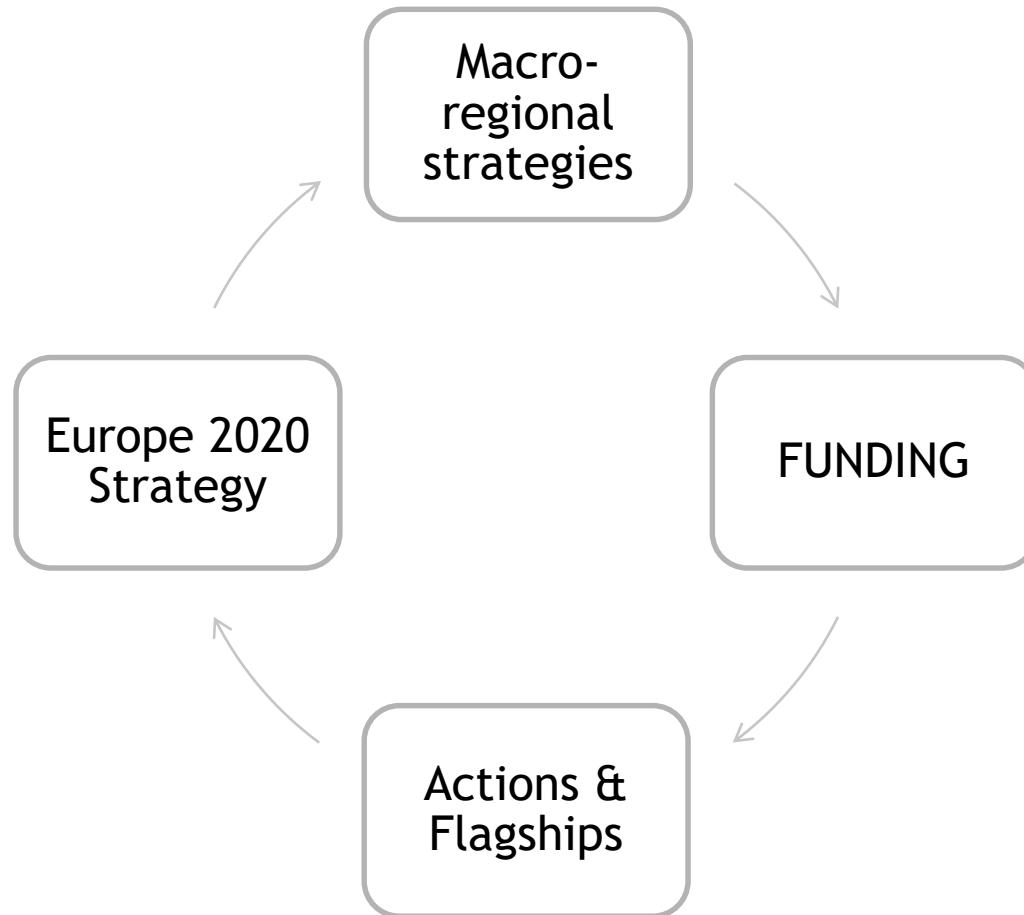 Macro-
regional
strategies
Europe 2020
Strategy
FUNDING
Actions &
Flagships